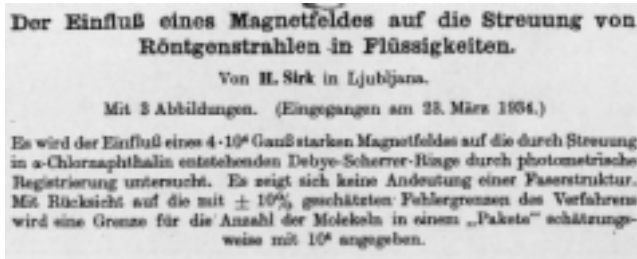 Der Einfluß eines Magnetfeldes auf die Streuung von
Röntgenstrahlen in Flüssigkeiten.
Von H. Sirk in Ljubljana.
Mit 3 Abbildungen. (Eingegangen am 23. März 1934.)
Es wird der Einfluß eines 4·10⁴ Gauß starken Magnetfeldes auf die durch Streuung
in α-Chlornaphthalin entstehenden Debye-Scherrer-Ringe durch photometrische
Registrierung untersucht. Es zeigt sich keine Andeutung einer Faserstruktur.
Mit Rücksicht auf die mit ± 10% geschätzten Fehlergrenzen des Verfahrens
wird eine Grenze für die Anzahl der Molekeln in einem „Pakete“ schätzungs-
weise mit angegeben.